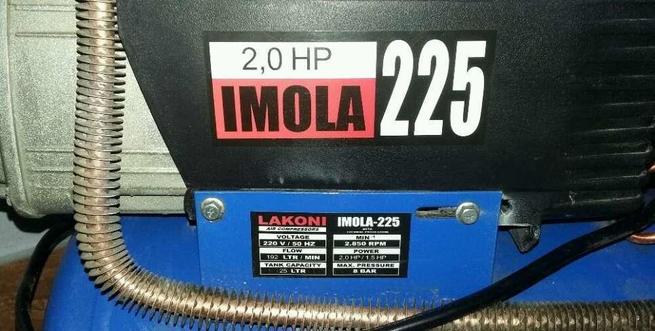 2,0 HP
IMOLA 225
LAKONI
AIR COMPRESSORS
VOLTAGE
220 V / 50 HZ
FLOW
192 LTR / MIN
TANK CAPACITY
25 LTR
IMOLA-225
MIN⁻¹
2,850 RPM
POWER
2.0 HP / 1.5 HP
MAX. PRESSURE
8 BAR